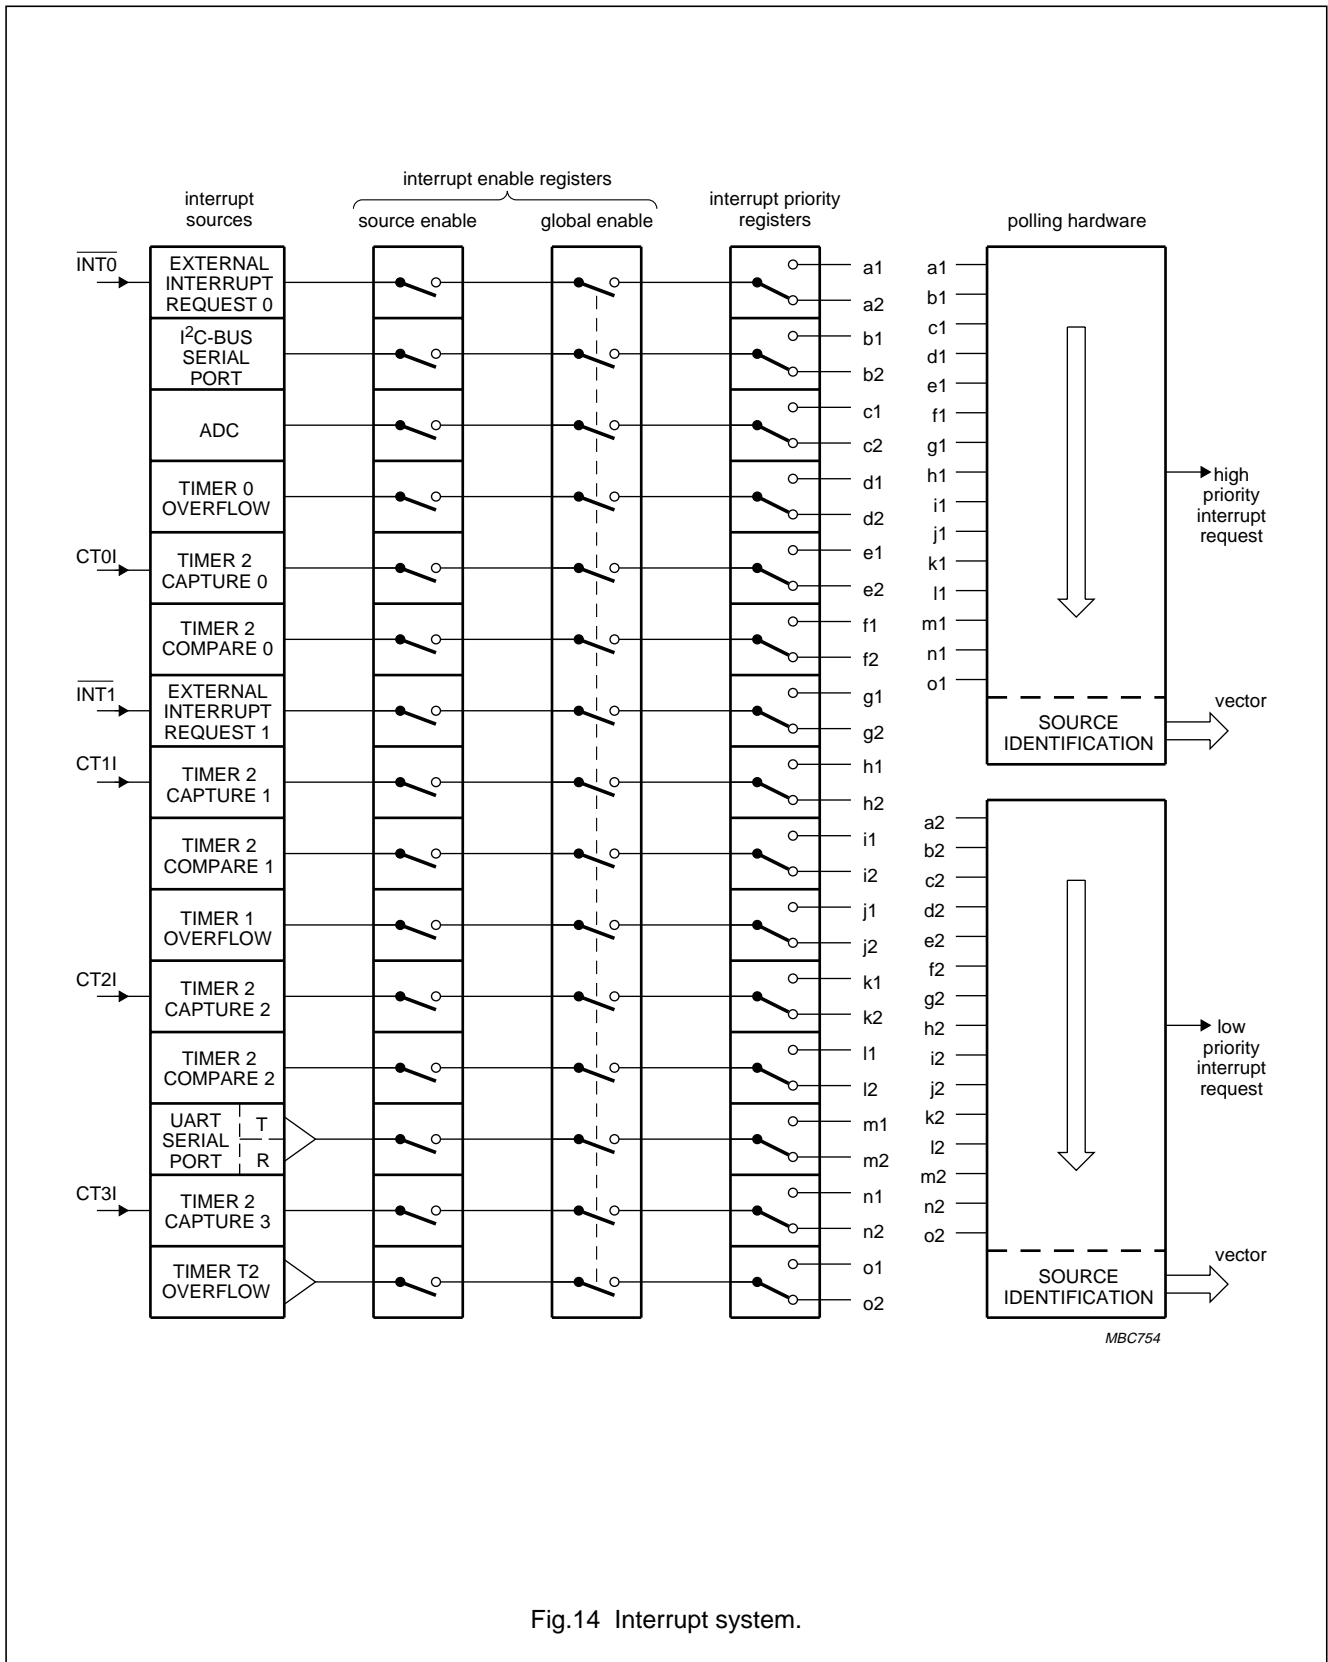 interrupt
sources
interrupt enable registers
source enable
global enable
interrupt priority
registers
polling hardware
INT0
EXTERNAL
INTERRUPT
REQUEST 0
I2C-BUS
SERIAL
PORT
ADC
TIMER 0
OVERFLOW
CT0I
TIMER 2
CAPTURE 0
TIMER 2
COMPARE 0
INT1
EXTERNAL
INTERRUPT
REQUEST 1
CT1I
TIMER 2
CAPTURE 1
TIMER 2
COMPARE 1
TIMER 1
OVERFLOW
CT2I
TIMER 2
CAPTURE 2
TIMER 2
COMPARE 2
UART
SERIAL
PORT
T
R
CT3I
TIMER 2
CAPTURE 3
TIMER T2
OVERFLOW
a1
a2
b1
b2
c1
c2
d1
d2
e1
e2
f1
f2
g1
g2
h1
h2
i1
i2
j1
j2
k1
k2
l1
l2
m1
m2
n1
n2
o1
o2
a1
b1
c1
d1
e1
f1
g1
h1
i1
j1
k1
l1
m1
n1
o1
high
priority
interrupt
request
SOURCE
IDENTIFICATION
vector
a2
b2
c2
d2
e2
f2
g2
h2
i2
j2
k2
l2
m2
n2
o2
low
priority
interrupt
request
SOURCE
IDENTIFICATION
vector
MBC754
Fig.14 Interrupt system.